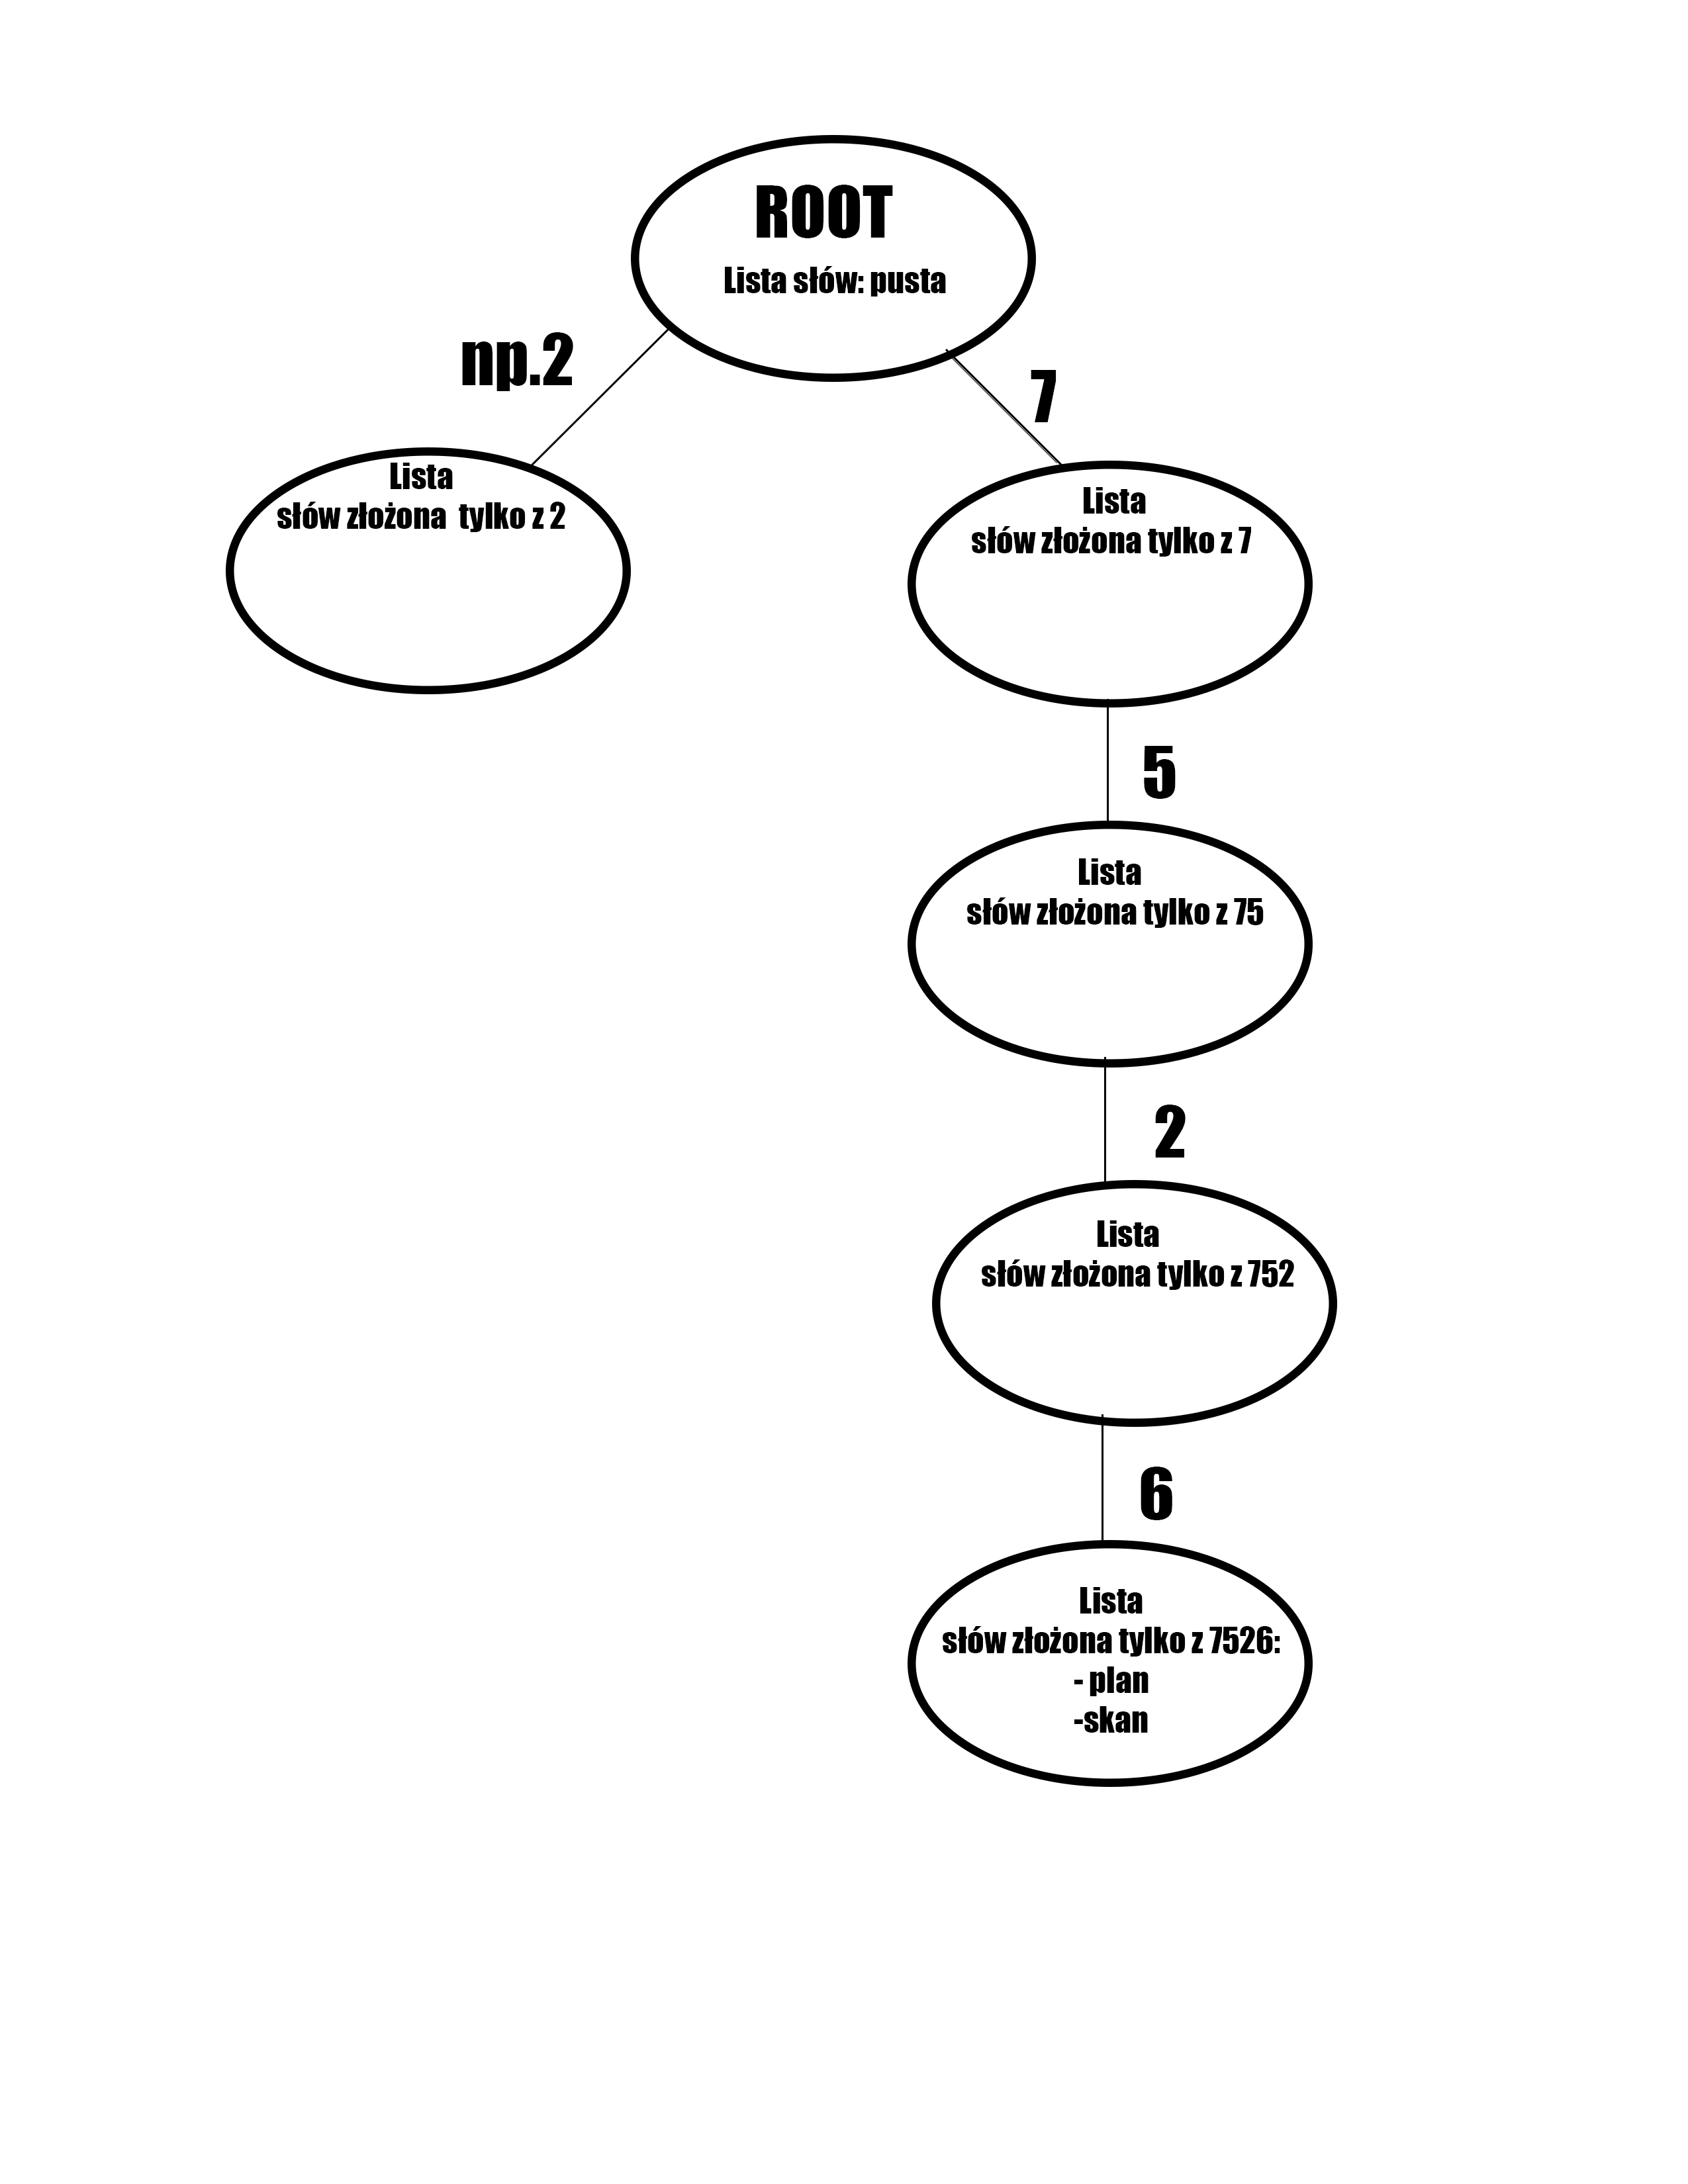 ROOT
Lista słów: pusta
np.2
7
Lista
słów złożona  tylko z 2
Lista
słów złożona tylko z 7
5
Lista
słów złożona tylko z 75
2
Lista
słów złożona tylko z 752
6
Lista
słów złożona tylko z 7526:
- plan
-skan